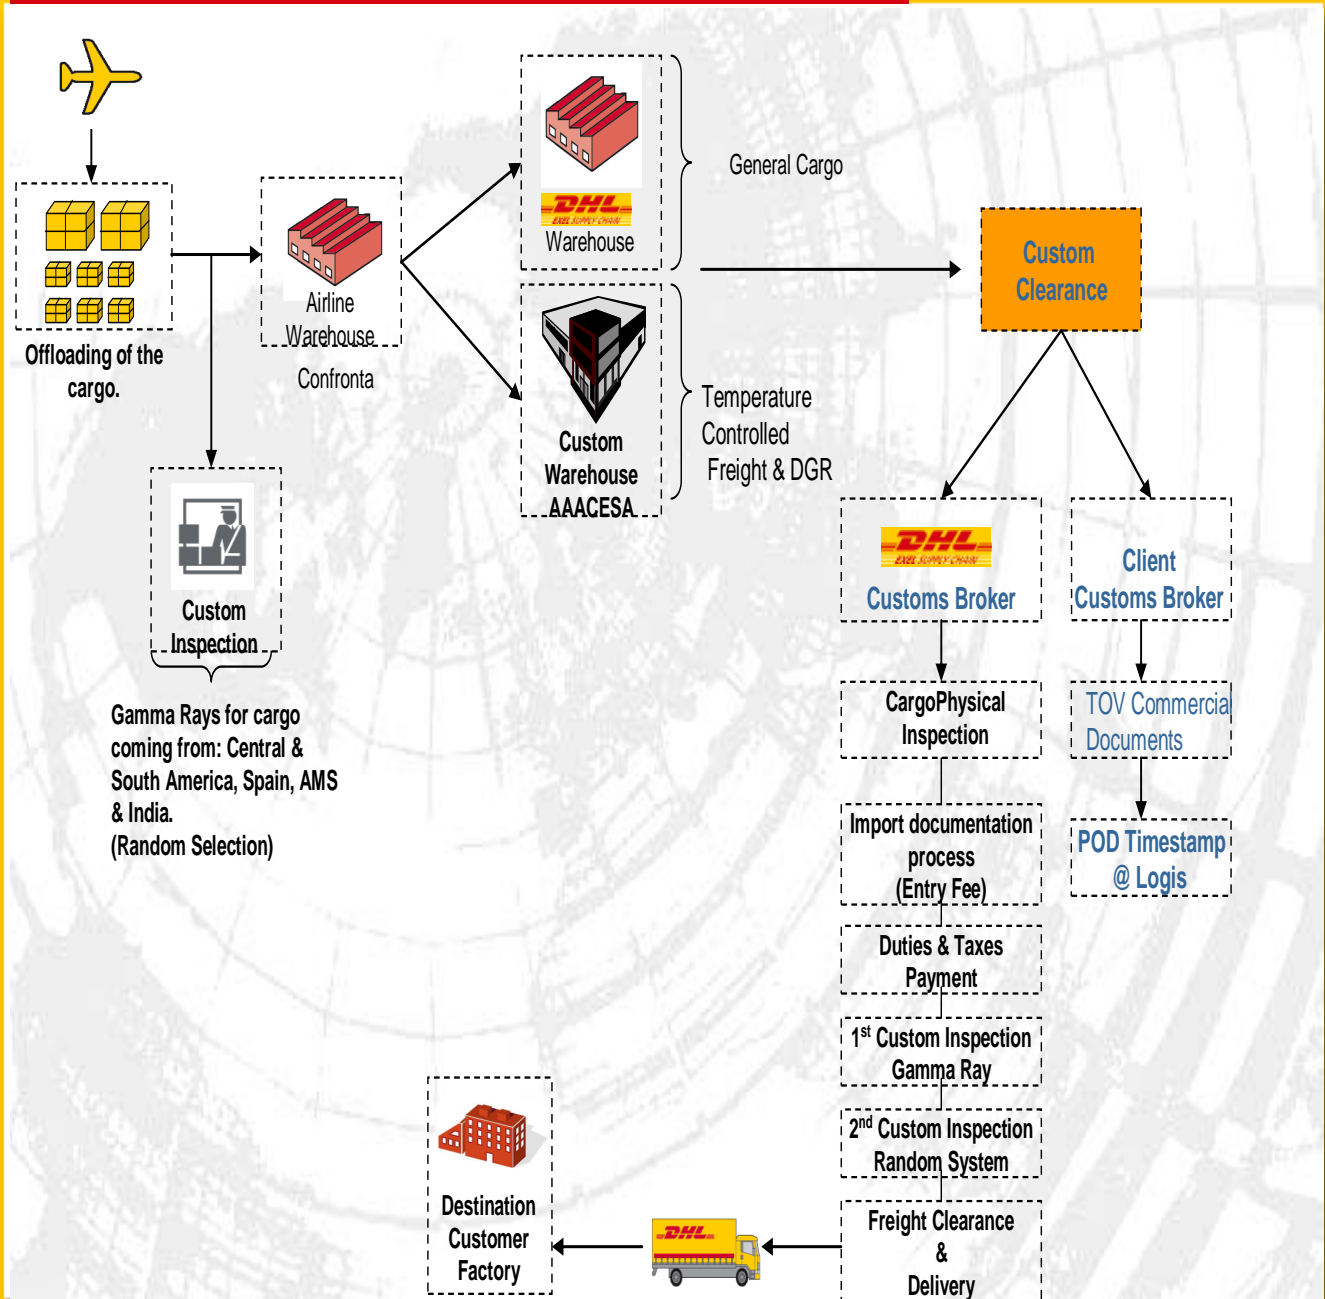 Offloading of the
cargo.
Airline
Warehouse
Confronta
DHL
EXEL SUPPLY CHAIN
Warehouse
General Cargo
Custom
Warehouse
AAACESA
Temperature
Controlled
Freight & DGR
Custom
Clearance
Custom
Inspection
Gamma Rays for cargo
coming from: Central &
South America, Spain, AMS
& India.
(Random Selection)
DHL
EXEL SUPPLY CHAIN
Customs Broker
Client
Customs Broker
CargoPhysical
Inspection
TOV Commercial
Documents
Import documentation
process
(Entry Fee)
POD Timestamp
@ Logis
Duties & Taxes
Payment
1st Custom Inspection
Gamma Ray
2nd Custom Inspection
Random System
Freight Clearance
&
Delivery
DHL
Destination
Customer
Factory